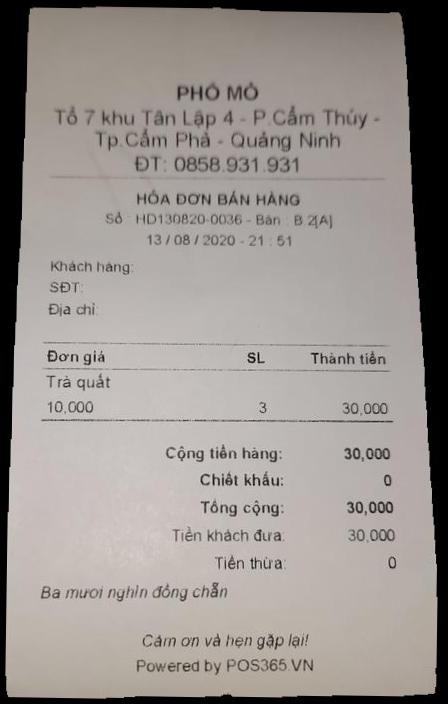 PHỐ MỎ
Tổ 7 khu Tân Lập 4 - P.Cẩm Thủy -
Tp.Cẩm Phả - Quảng Ninh
ĐT: 0858.931.931
HÓA ĐƠN BÁN HÀNG
Số : HD130820-0036 - Bàn : B.2[A]
13 / 08 / 2020 - 21 : 51
Khách hàng:
SĐT:
Địa chỉ:
Đơn giá SL Thành tiền
Trà quất
10,000 3 30,000
Cộng tiền hàng: 30,000
Chiết khấu: 0
Tổng cộng: 30,000
Tiền khách đưa: 30,000
Tiền thừa: 0
Ba mươi nghìn đồng chẵn
Cảm ơn và hẹn gặp lại!
Powered by POS365.VN